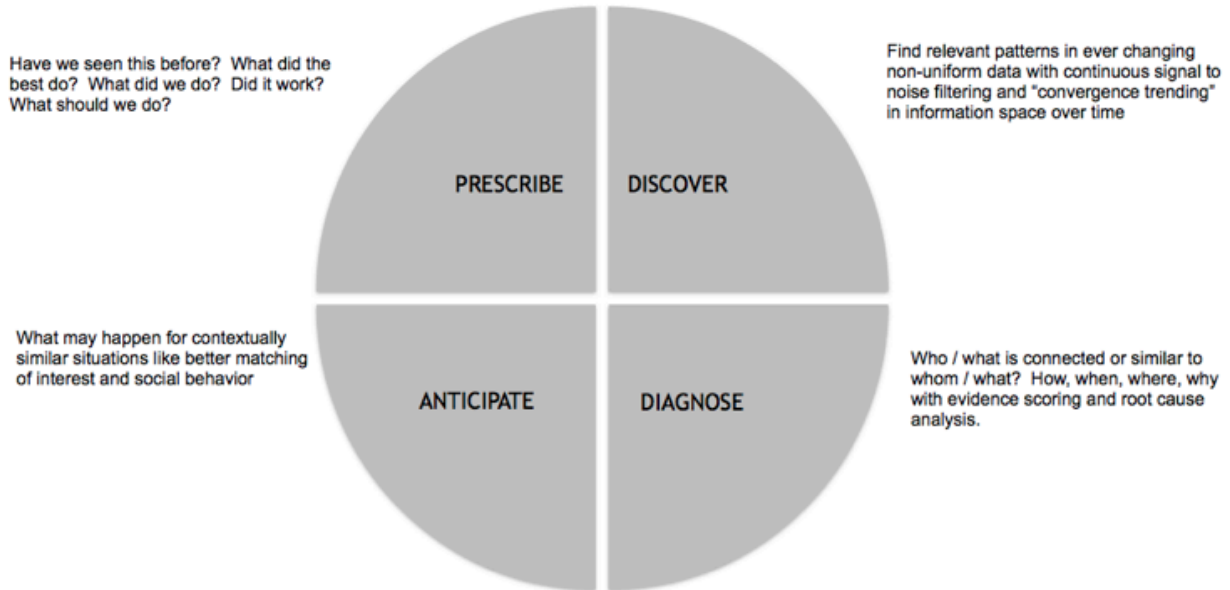 Have we seen this before?  What did the
best do?  What did we do?  Did it work?
What should we do?
Find relevant patterns in ever changing
non-uniform data with continuous signal to
noise filtering and “convergence trending”
in information space over time
PRESCRIBE
DISCOVER
What may happen for contextually
similar situations like better matching
of interest and social behavior
Who / what is connected or similar to
whom / what?  How, when, where, why
with evidence scoring and root cause
analysis.
ANTICIPATE
DIAGNOSE